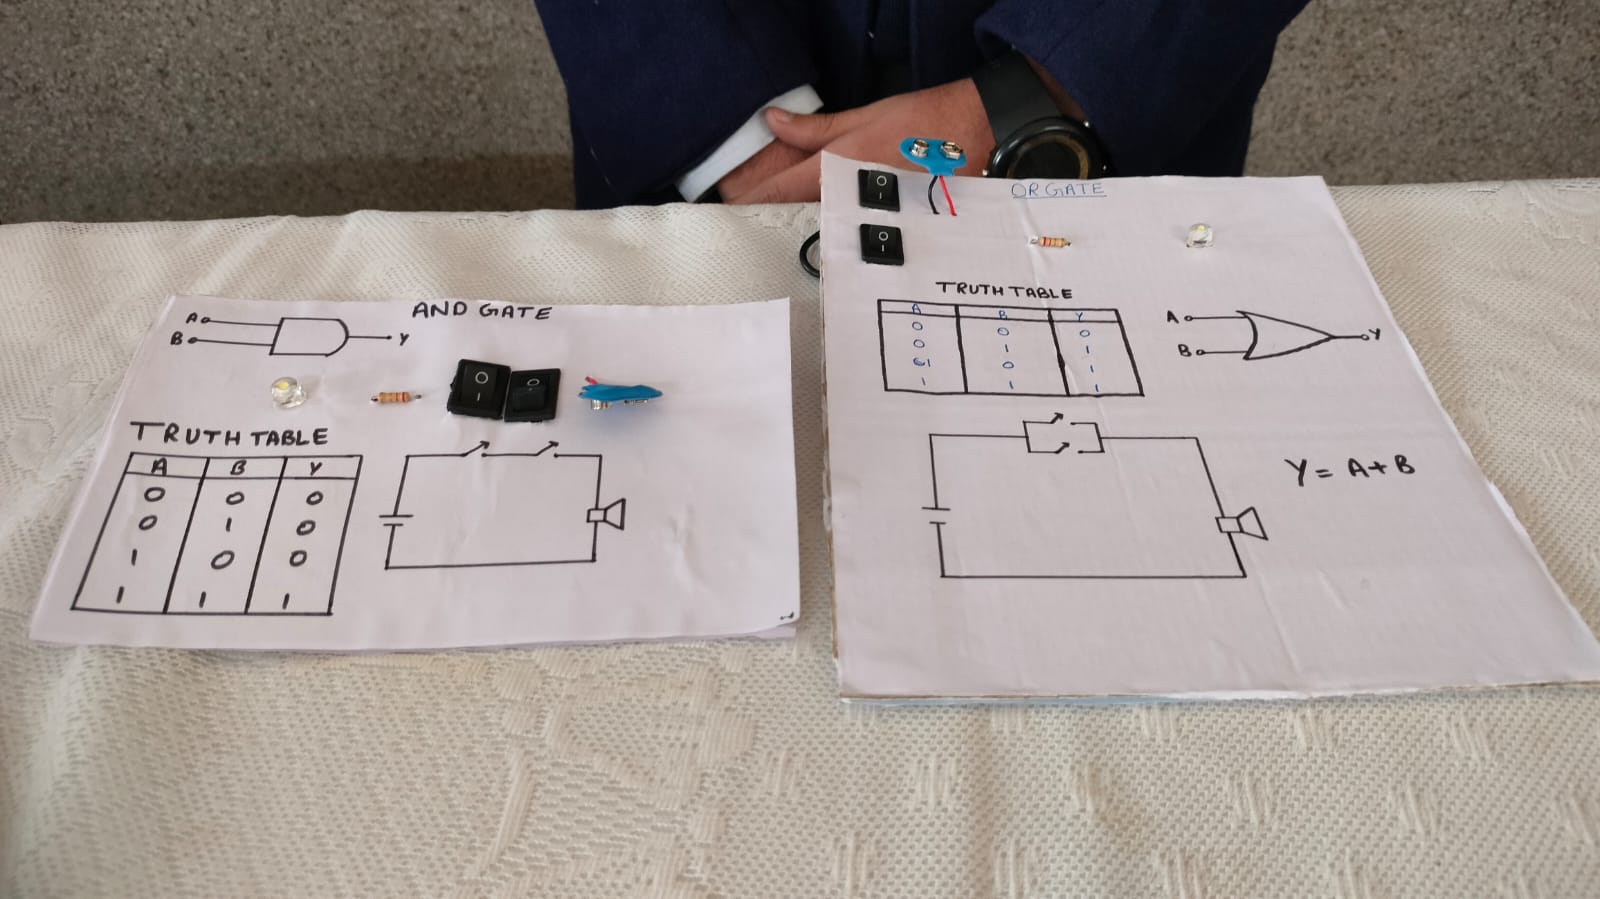 AND GATE
A
B
Y
O
I
O
I
TRUTH TABLE
A B Y
0 0 0
0 1 0
1 0 0
1 1 1
OR GATE
O
I
O
I
TRUTH TABLE
A B Y
0 0 0
0 1 1
1 0 1
1 1 1
A
B
Y
Y = A + B